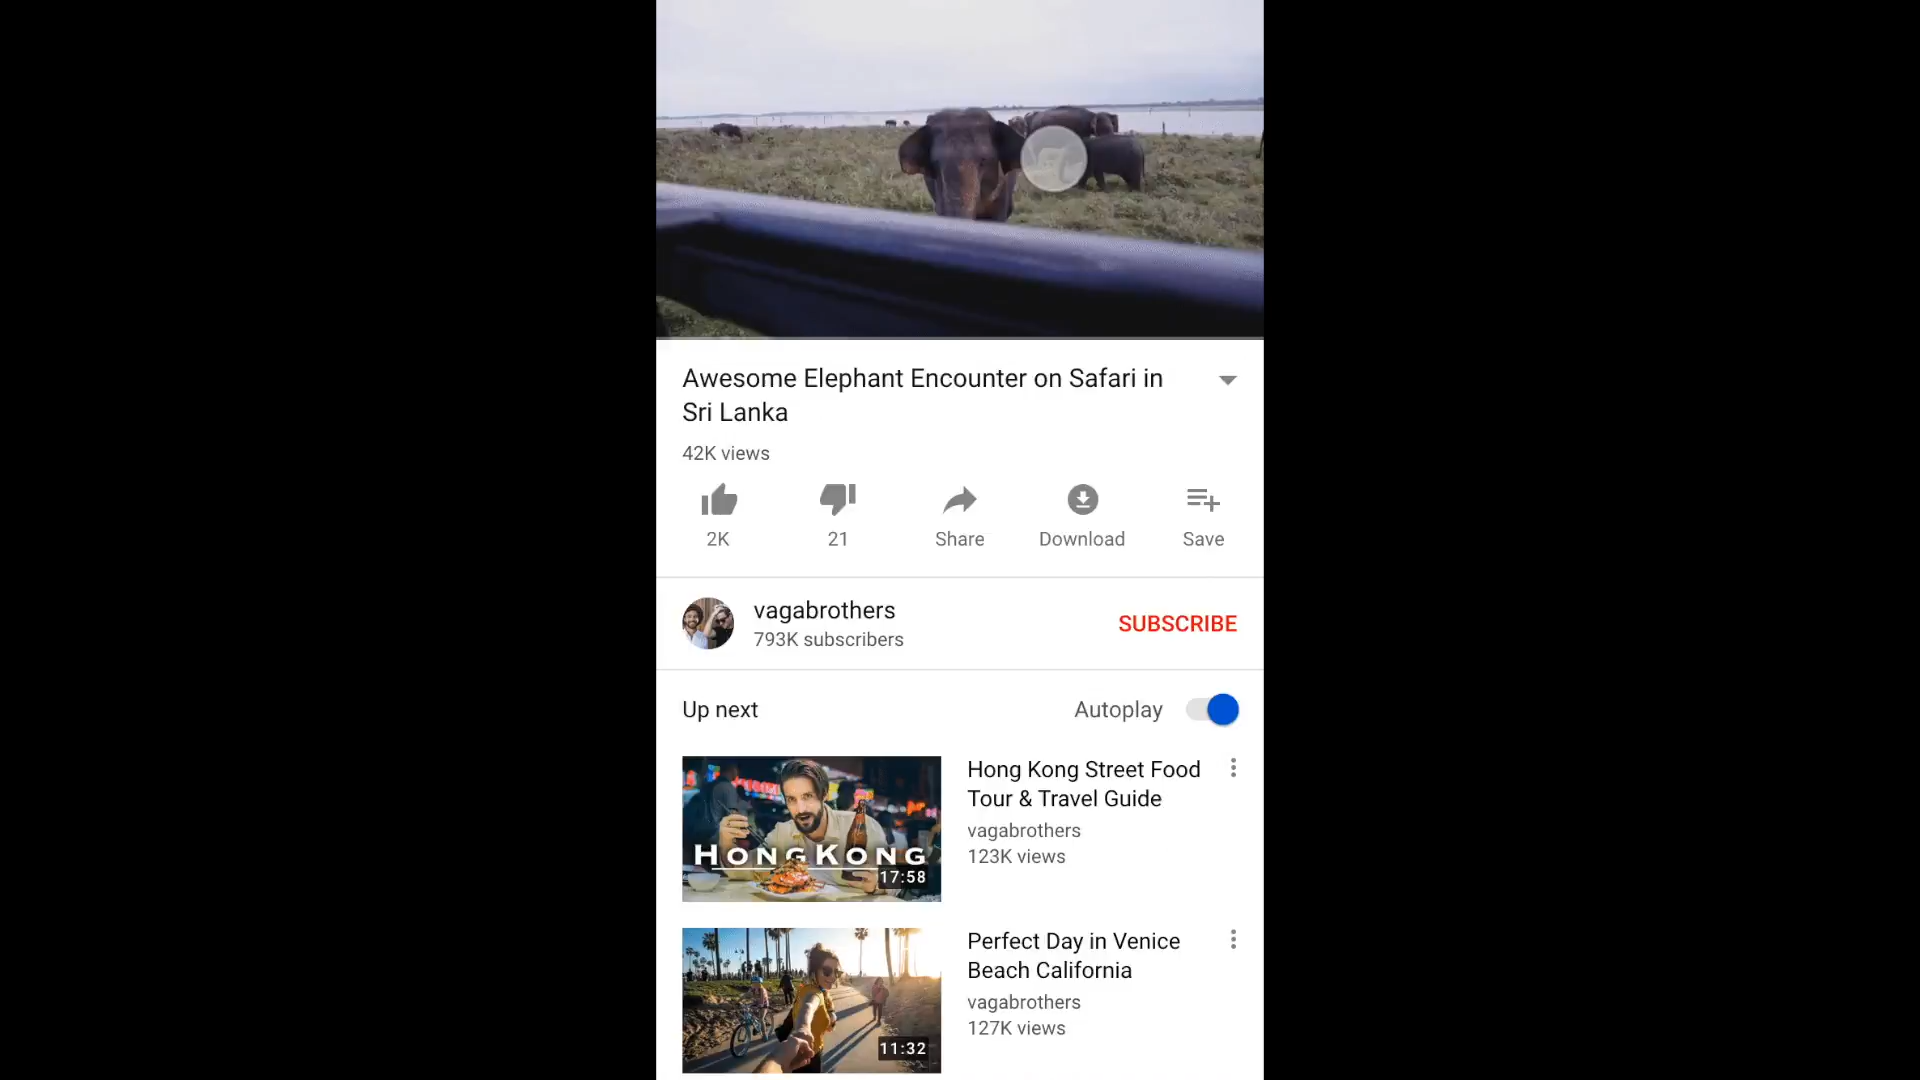 Awesome Elephant Encounter on Safari in
Sri Lanka
42K views
2K
21
Share
Download
Save
vagabrothers
793K subscribers
SUBSCRIBE
Up next
Autoplay
HONGKONG
17:58
Hong Kong Street Food
Tour & Travel Guide
vagabrothers
123K views
11:32
Perfect Day in Venice
Beach California
vagabrothers
127K views